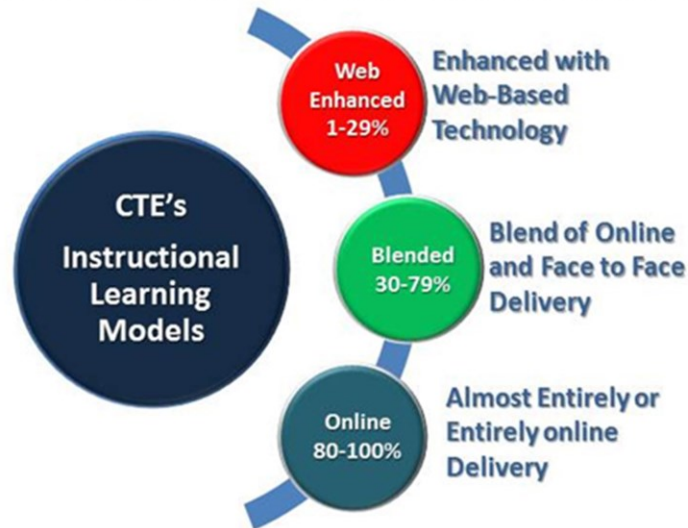 CTE's
Instructional
Learning
Models
Web
Enhanced
1-29%
Enhanced with
Web-Based
Technology
Blended
30-79%
Blend of Online
and Face to Face
Delivery
Online
80-100%
Almost Entirely or
Entirely online
Delivery